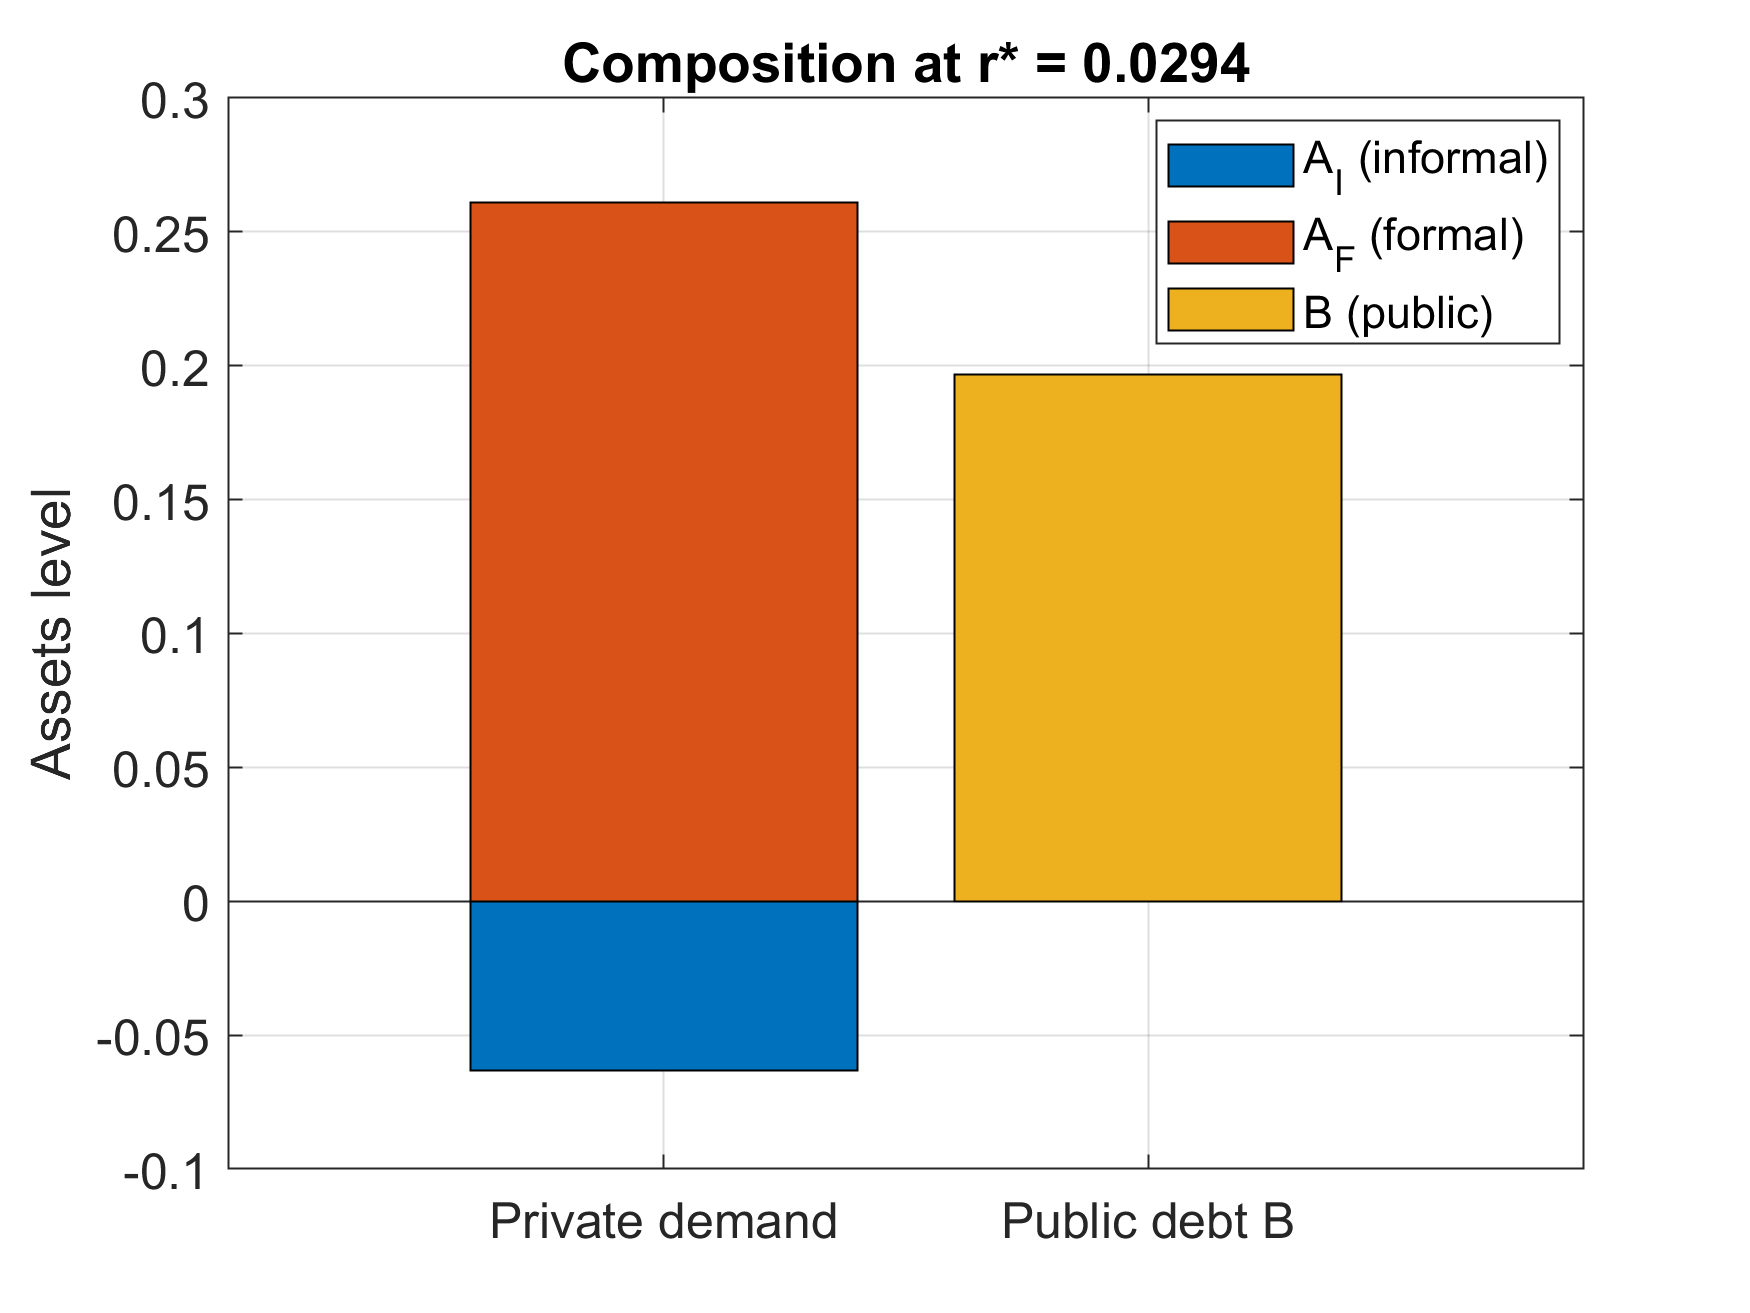 Composition at r* = 0.0294
0.3
0.25
0.2
0.15
0.1
0.05
0
-0.05
-0.1
Assets level
A_I (informal)
A_F (formal)
B (public)
Private demand
Public debt B